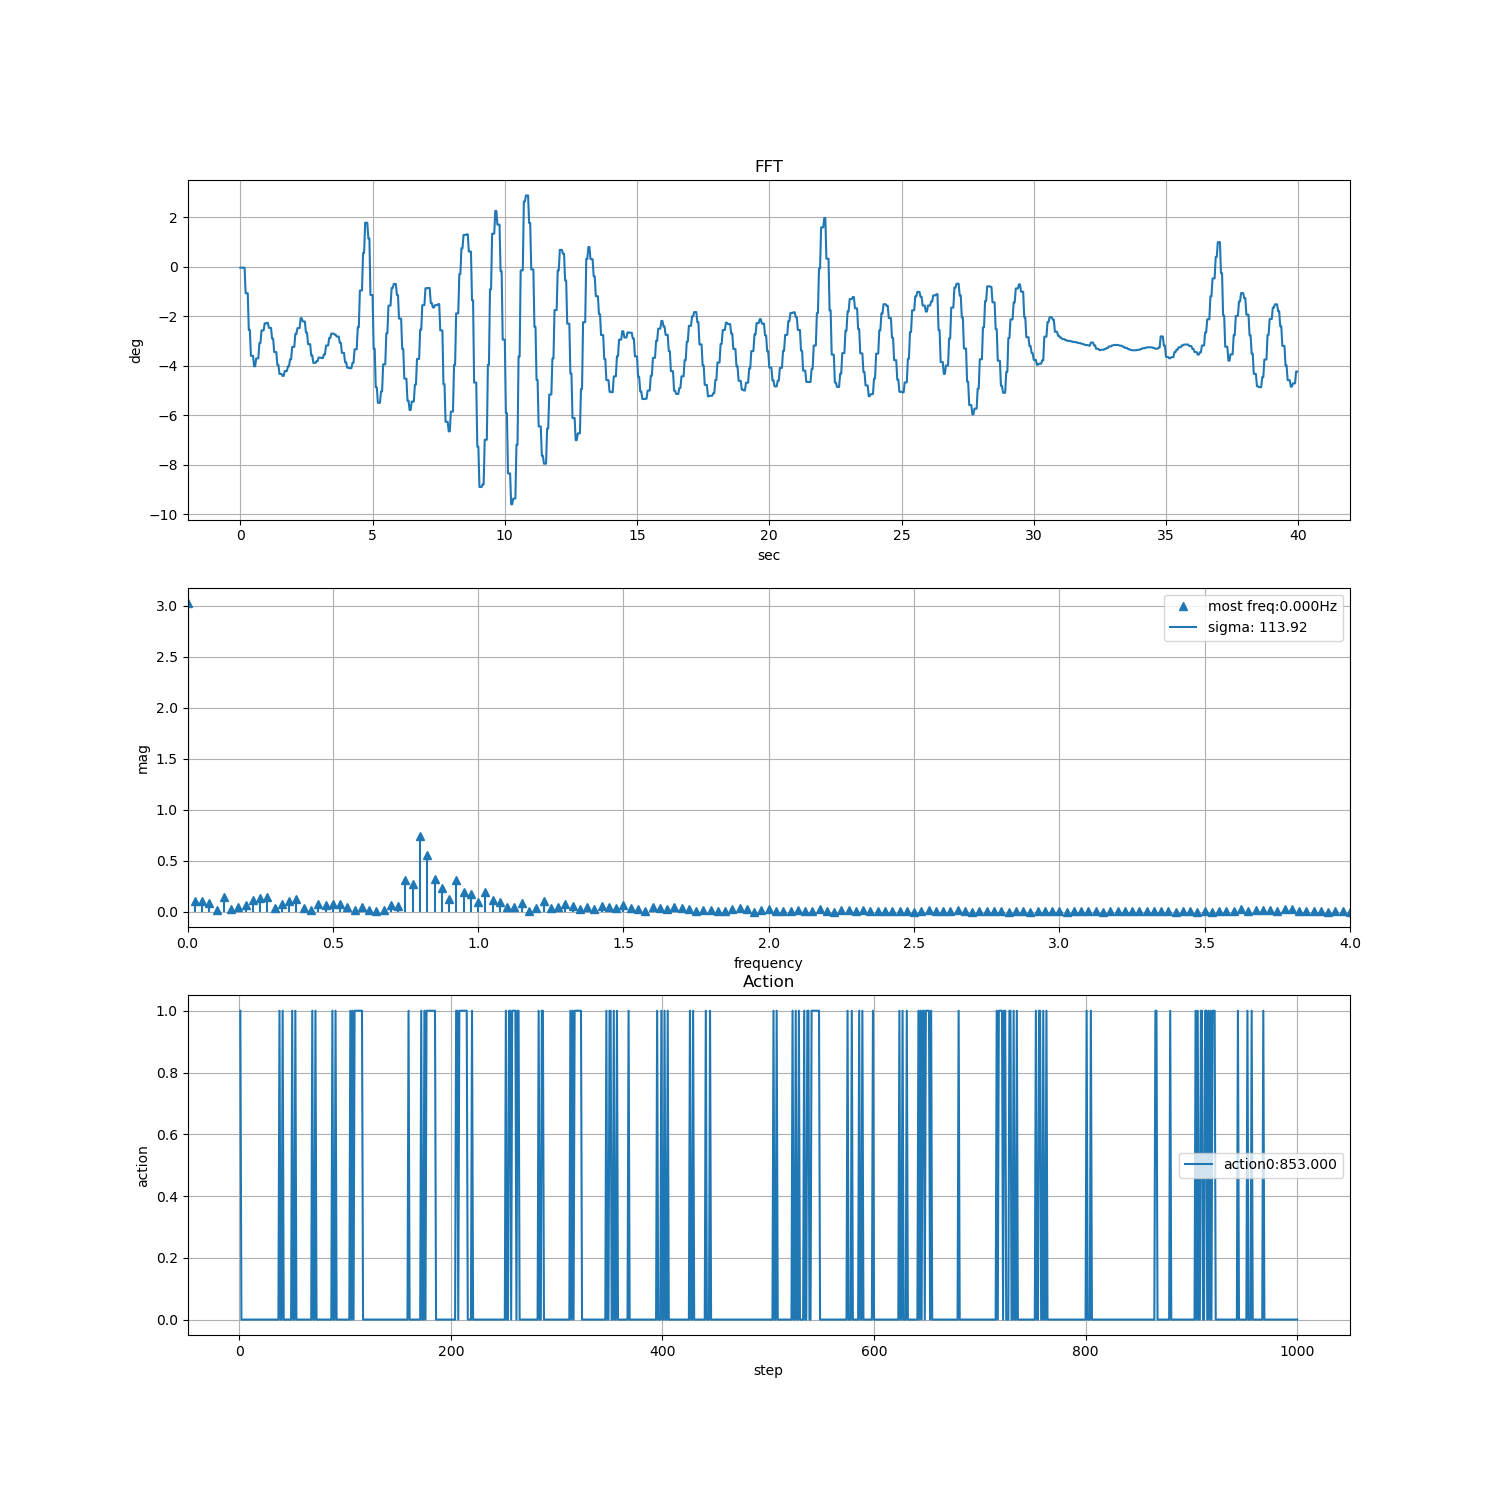 FFT
2
0
−2
−4
−6
−8
−10
deg
0 5 10 15 20 25 30 35 40
sec
3.0
2.5
2.0
1.5
1.0
0.5
0.0
mag
most freq:0.000Hz
sigma: 113.92
0.0 0.5 1.0 1.5 2.0 2.5 3.0 3.5 4.0
frequency
Action
1.0
0.8
0.6
0.4
0.2
0.0
action
action0:853.000
0 200 400 600 800 1000
step